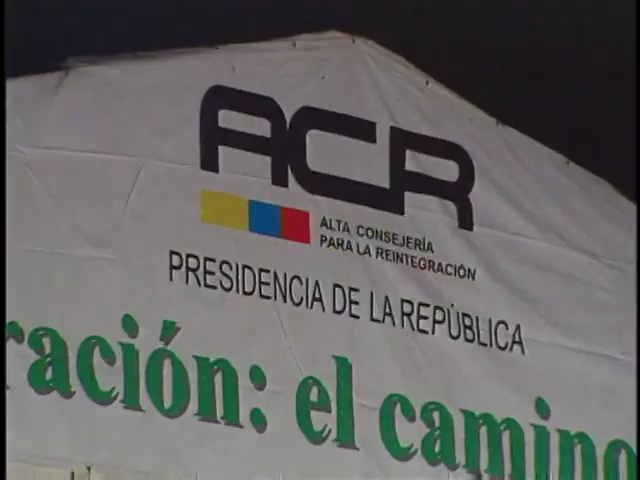 ACR
ALTA CONSEJERÍA
PARA LA REINTEGRACIÓN
PRESIDENCIA DE LA REPÚBLICA
ración: el camino